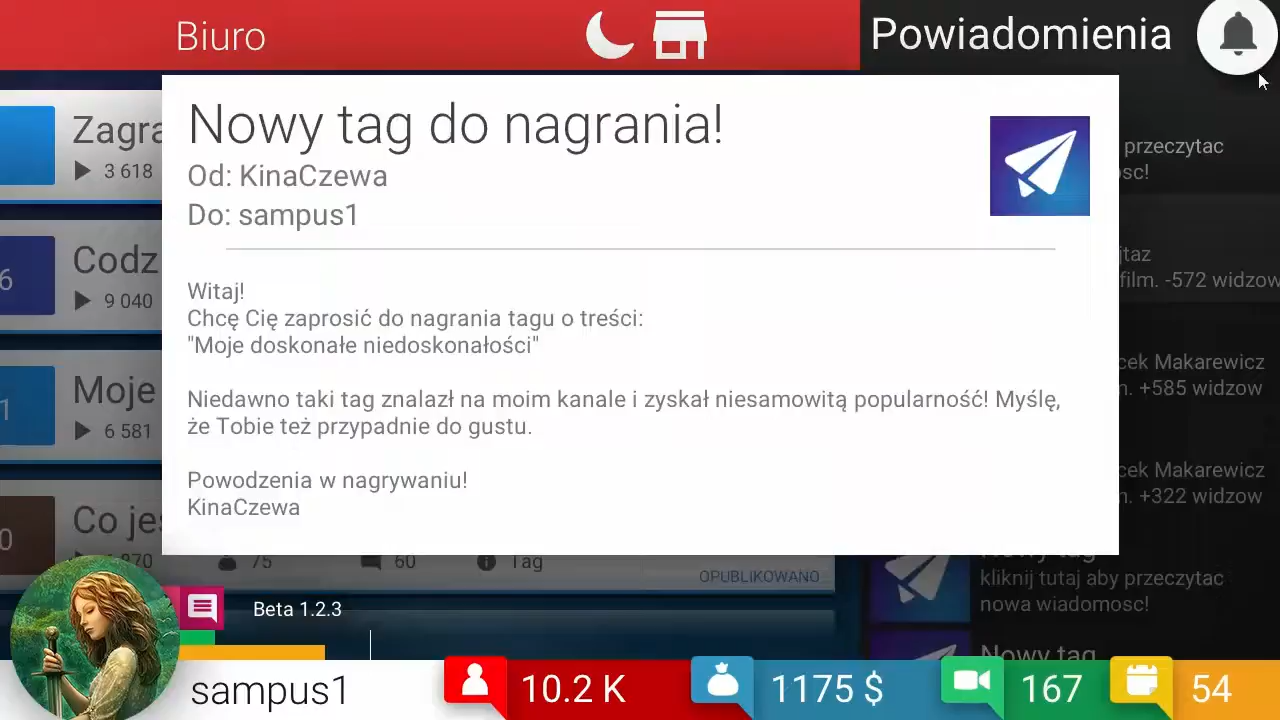 Biuro
Powiadomienia
Nowy tag do nagrania!
Od: KinaCzewa
Do: sampus1
Witaj!
Chcę Cię zaprosić do nagrania tagu o treści:
"Moje doskonałe niedoskonałości"
Niedawno taki tag znalazł na moim kanale i zyskał niesamowitą popularność! Myślę,
że Tobie też przypadnie do gustu.
Powodzenia w nagrywaniu!
KinaCzewa
Zagra
3 618
6
Codz
9 040
1
Moje
6 581
0
Co jes
75
60
Tag
OPUBLIKOWANO
przeczytac
film. -572 widzow
Makarewicz
+585 widzow
Makarewicz
+322 widzow
kliknij tutaj aby przeczytac
nowa wiadomosc!
Nowy tag
Beta 1.2.3
sampus1
10.2 K
1175 $
167
54